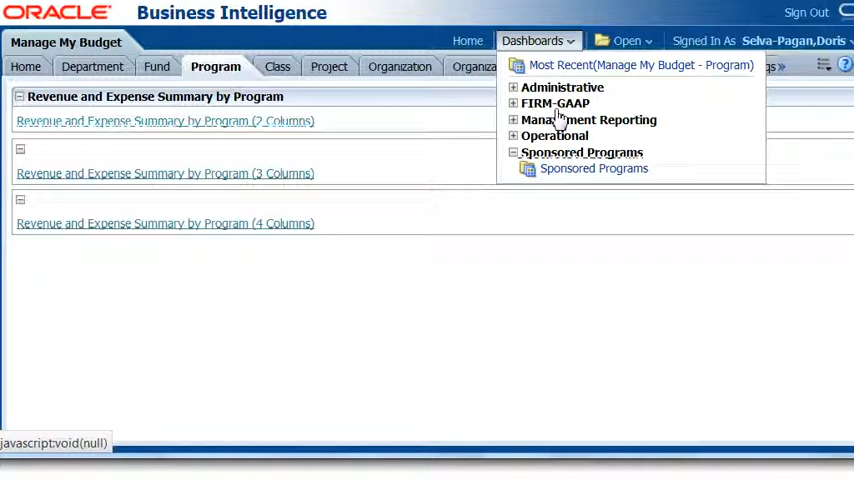 ORACLE Business Intelligence Sign Out
Manage My Budget Home Dashboards Open Signed In As Selva-Pagan,Doris
Home Department Fund Program Class Project Organization Organiza gs»
Most Recent(Manage My Budget - Program)
Administrative
FIRM-GAAP
Management Reporting
Operational
Sponsored Programs
Sponsored Programs
Revenue and Expense Summary by Program
Revenue and Expense Summary by Program (2 Columns)
Revenue and Expense Summary by Program (3 Columns)
Revenue and Expense Summary by Program (4 Columns)
javascript:void(null)